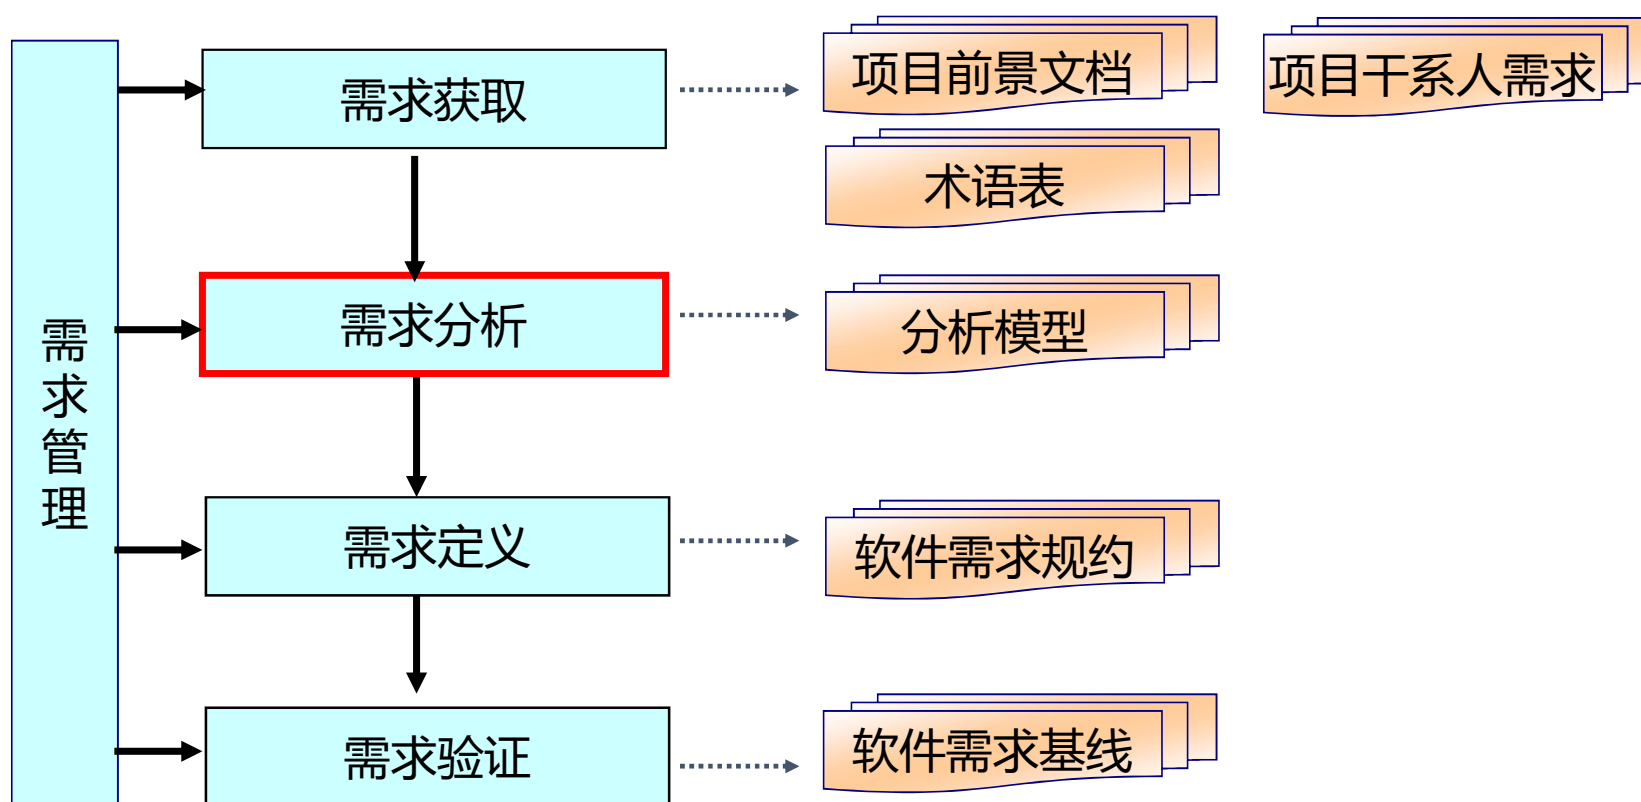 需求管理
需求获取
项目前景文档
项目干系人需求
术语表
需求分析
分析模型
需求定义
软件需求规约
需求验证
软件需求基线